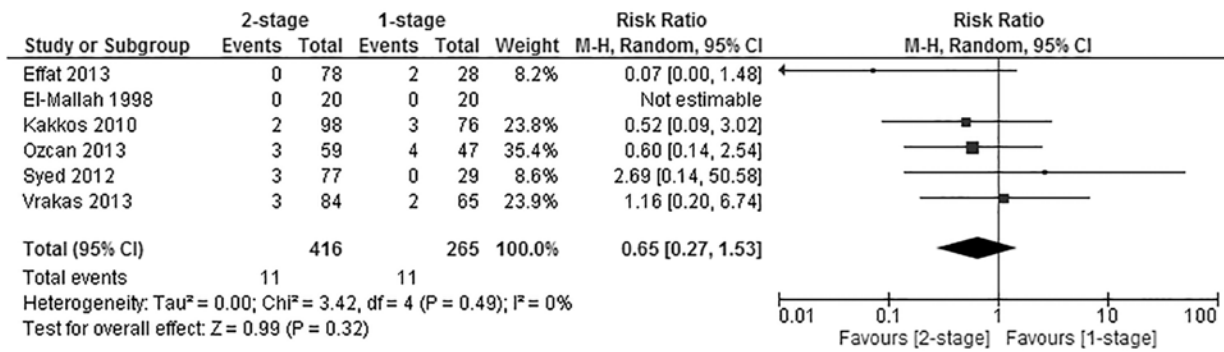 2-stage 1-stage Risk Ratio Risk Ratio
Study or Subgroup Events Total Events Total Weight M-H, Random, 95% CI M-H, Random, 95% CI
Effat 2013 0 78 2 28 8.2% 0.07 [0.00, 1.48]
El-Mallah 1998 0 20 0 20 Not estimable
Kakkos 2010 2 98 3 76 23.8% 0.52 [0.09, 3.02]
Ozcan 2013 3 59 4 47 35.4% 0.60 [0.14, 2.54]
Syed 2012 3 77 0 29 8.6% 2.69 [0.14, 50.58]
Vrakas 2013 3 84 2 65 23.9% 1.16 [0.20, 6.74]
Total (95% CI) 416 265 100.0% 0.65 [0.27, 1.53]
Total events 11 11
Heterogeneity: Tau² = 0.00; Chi² = 3.42, df = 4 (P = 0.49); I² = 0%
Test for overall effect: Z = 0.99 (P = 0.32)
0.01 0.1 1 10 100
Favours [2-stage] Favours [1-stage]